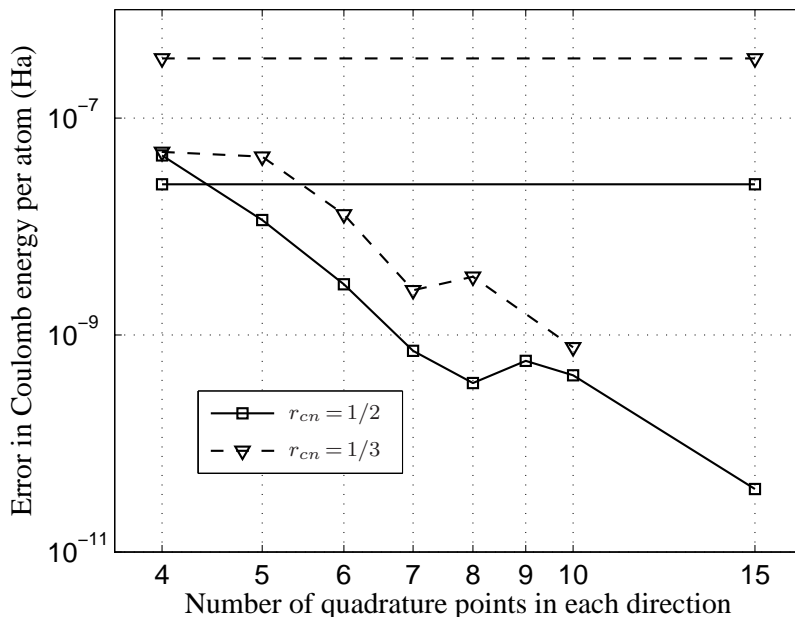 Error in Coulomb energy per atom (Ha)
10⁻⁷
10⁻⁹
10⁻¹¹
r_cn = 1/2
r_cn = 1/3
4 5 6 7 8 9 10 15
Number of quadrature points in each direction